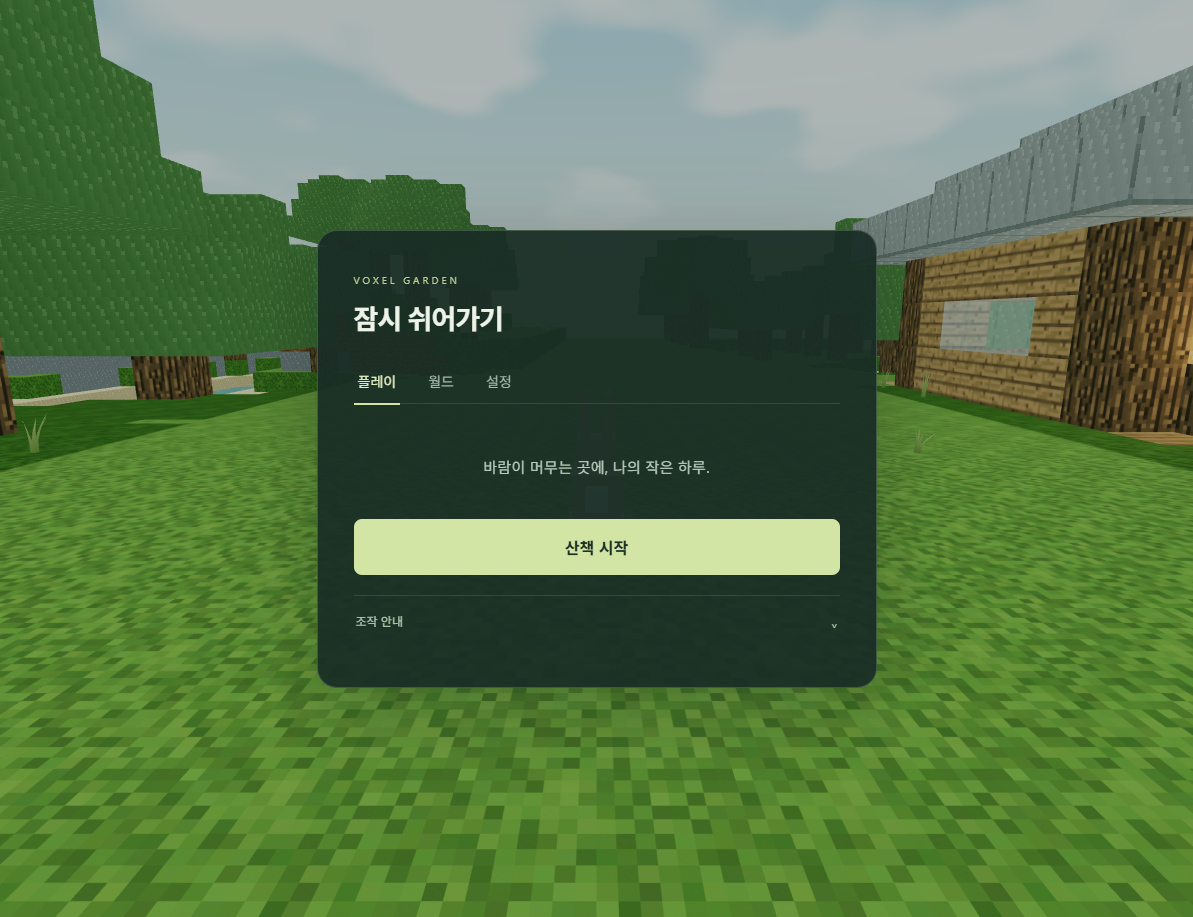 VOXEL GARDEN
잠시 쉬어가기
플레이 월드 설정
바람이 머무는 곳에, 나의 작은 하루.
산책 시작
조작 안내